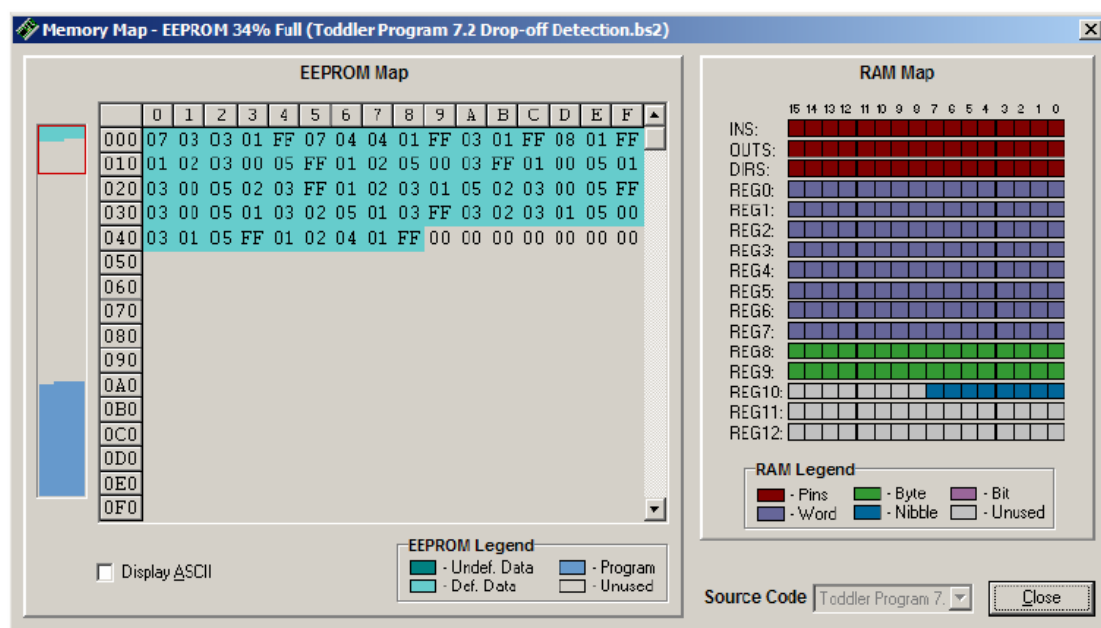 Memory Map - EEPROM 34% Full (Toddler Program 7.2 Drop-off Detection.bs2)
EEPROM Map
0 1 2 3 4 5 6 7 8 9 A B C D E F
000 07 03 03 01 FF 07 04 04 01 FF 03 01 FF 08 01 FF
010 01 02 03 00 05 FF 01 02 05 00 03 FF 01 00 05 01
020 03 00 05 02 03 FF 01 02 03 01 05 02 03 00 05 FF
030 03 00 05 01 03 02 05 01 03 FF 03 02 03 01 05 00
040 03 01 05 FF 01 02 04 01 FF 00 00 00 00 00 00 00
050
060
070
080
090
0A0
0B0
0C0
0D0
0E0
0F0
Display ASCII
EEPROM Legend
- Undef. Data - Program
- Def. Data - Unused
RAM Map
15 14 13 12 11 10 9 8 7 6 5 4 3 2 1 0
INS:
OUTS:
DIRS:
REG0:
REG1:
REG2:
REG3:
REG4:
REG5:
REG6:
REG7:
REG8:
REG9:
REG10:
REG11:
REG12:
RAM Legend
- Pins - Byte - Bit
- Word - Nibble - Unused
Source Code Toddler Program 7. Close